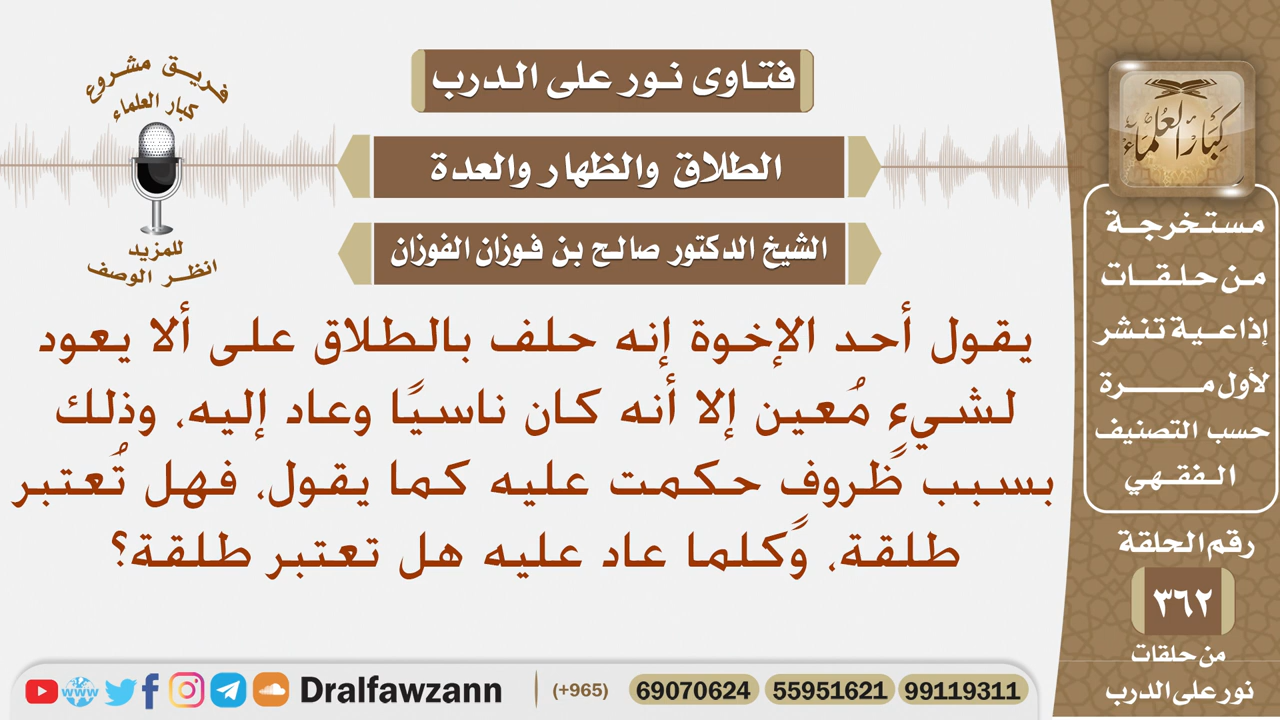 فتاوى نور على الدرب
الطلاق والظهار والعدة
الشيخ الدكتور صالح بن فوزان الفوزان
يقول أحد الإخوة إنه حلف بالطلاق على ألا يعود
لشيءٍ مُعين إلا أنه كان ناسيًا وعاد إليه، وذلك
بسبب ظروفٍ حكمت عليه كما يقول، فهل تُعتبر
طلقة، وكلما عاد عليه هل تعتبر طلقة؟
فريق مشروع
كبار العلماء
للمزيد
انظر الوصف
كبار العلماء
مستخرجة
من حلقات
إذاعية تنشر
لأول مرة
حسب التصنيف
الفقهي
رقم الحلقة
٣٦٢
من حلقات
نور على الدرب
www
Dralfawzann
(+965) 69070624 55951621 99119311